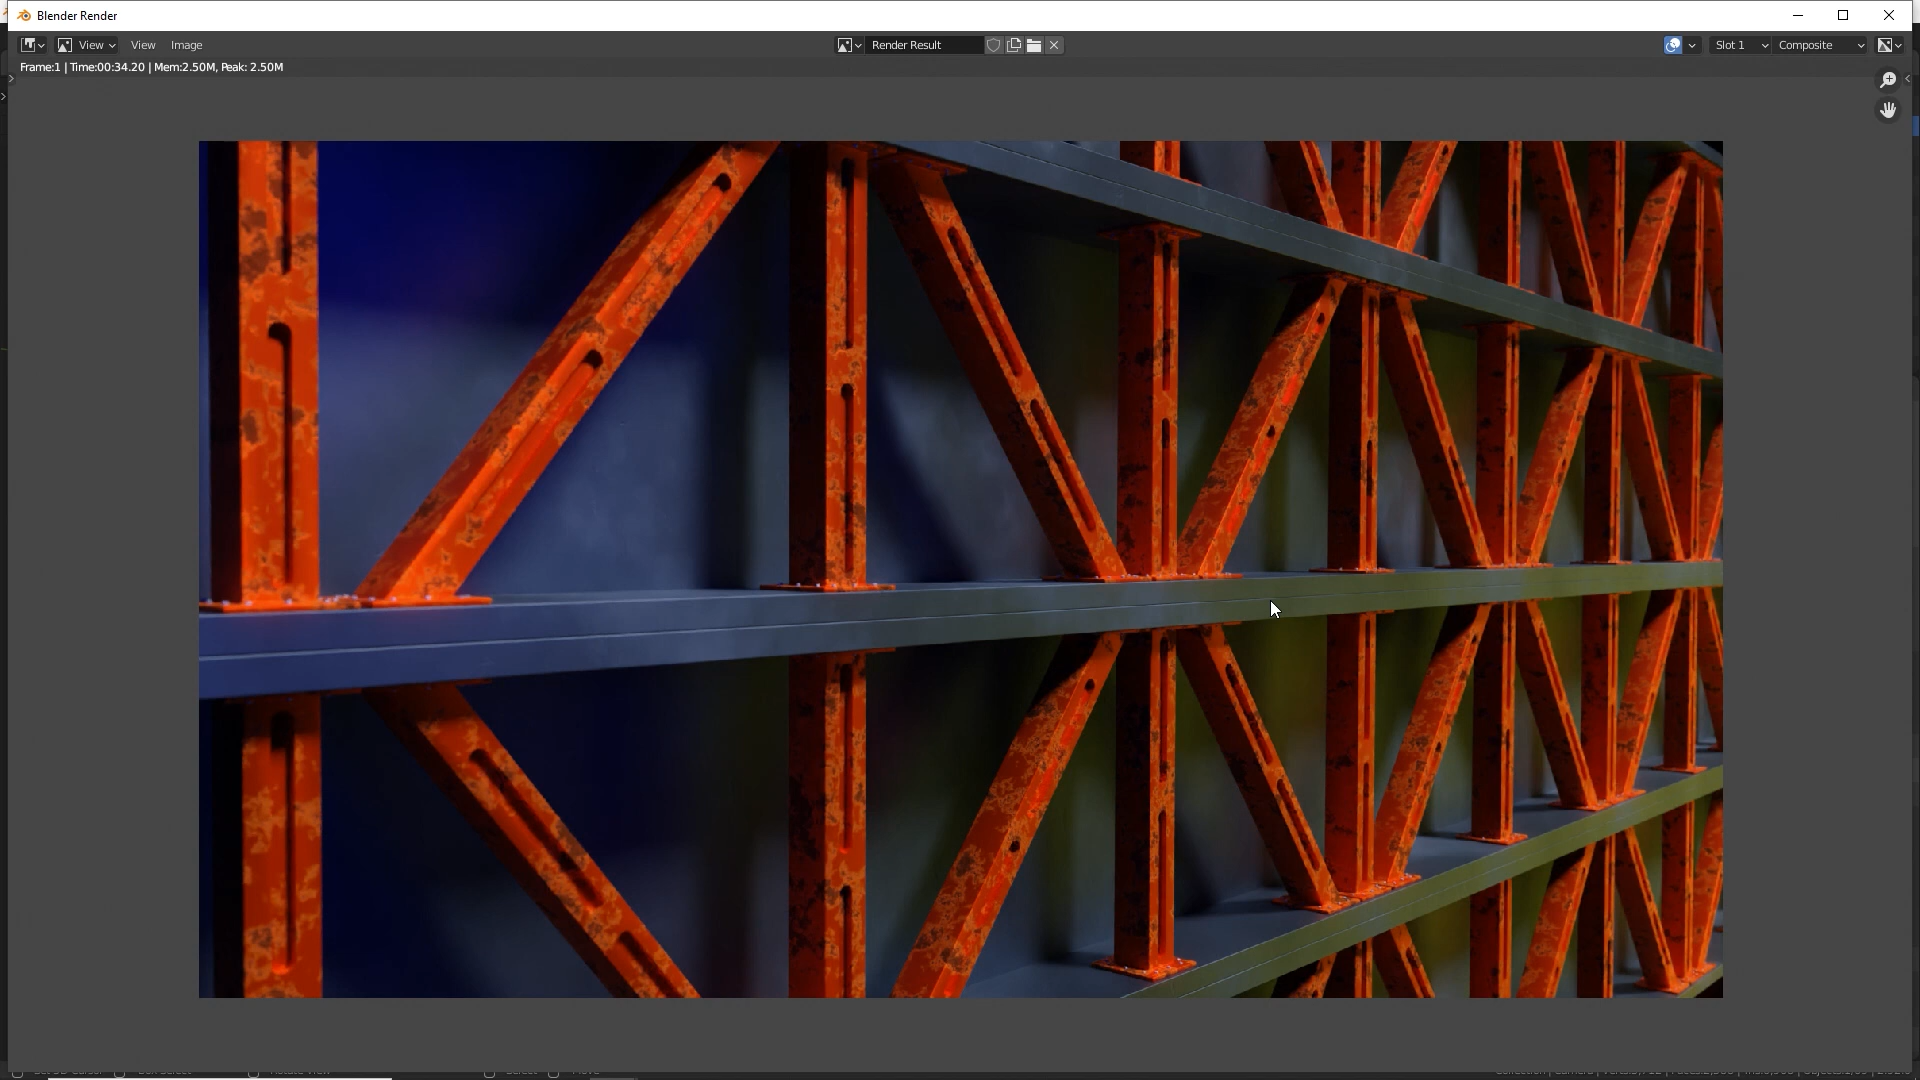 Blender Render
View View Image Render Result Slot 1 Composite
Frame:1 | Time:00:34.20 | Mem:2.50M, Peak: 2.50M